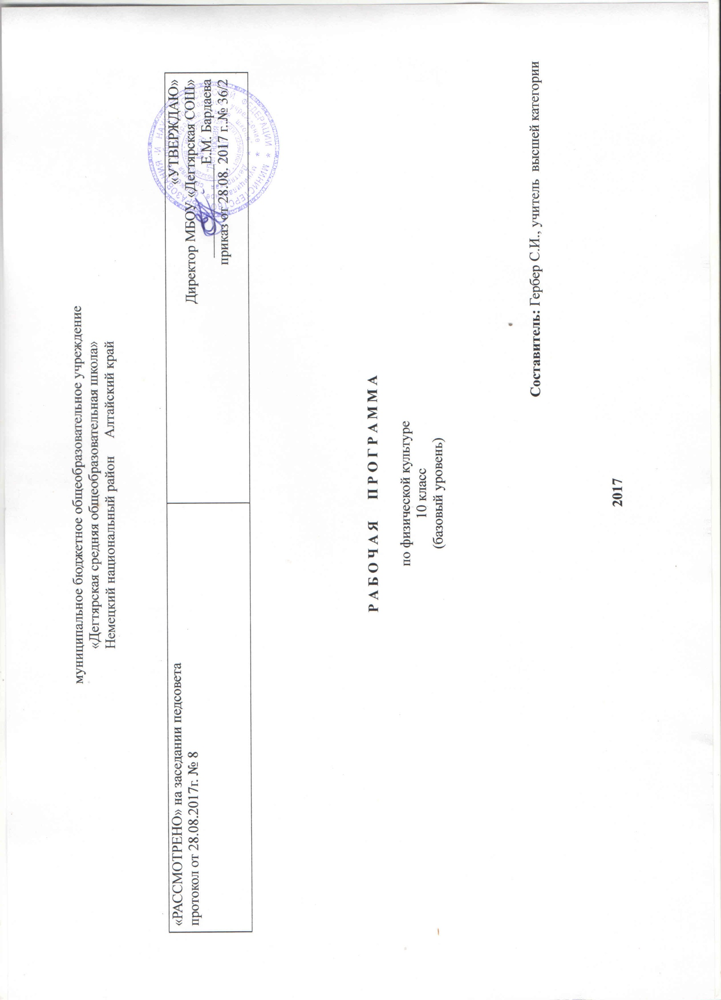 муниципальное бюджетное общеобразовательное учреждение
«Дегтярская средняя общеобразовательная школа»
Немецкий национальный район Алтайский край
«РАССМОТРЕНО» на заседании педсовета
протокол от 28.08.2017г. № 8
«УТВЕРЖДАЮ»
Директор МБОУ «Дегтярская СОШ»
Е.М. Бардаева
приказ от 28.08. 2017 г.№ 36/2
РАБОЧАЯ ПРОГРАММА
по физической культуре
10 класс
(базовый уровень)
Составитель: Гербер С.И., учитель высшей категории
2017